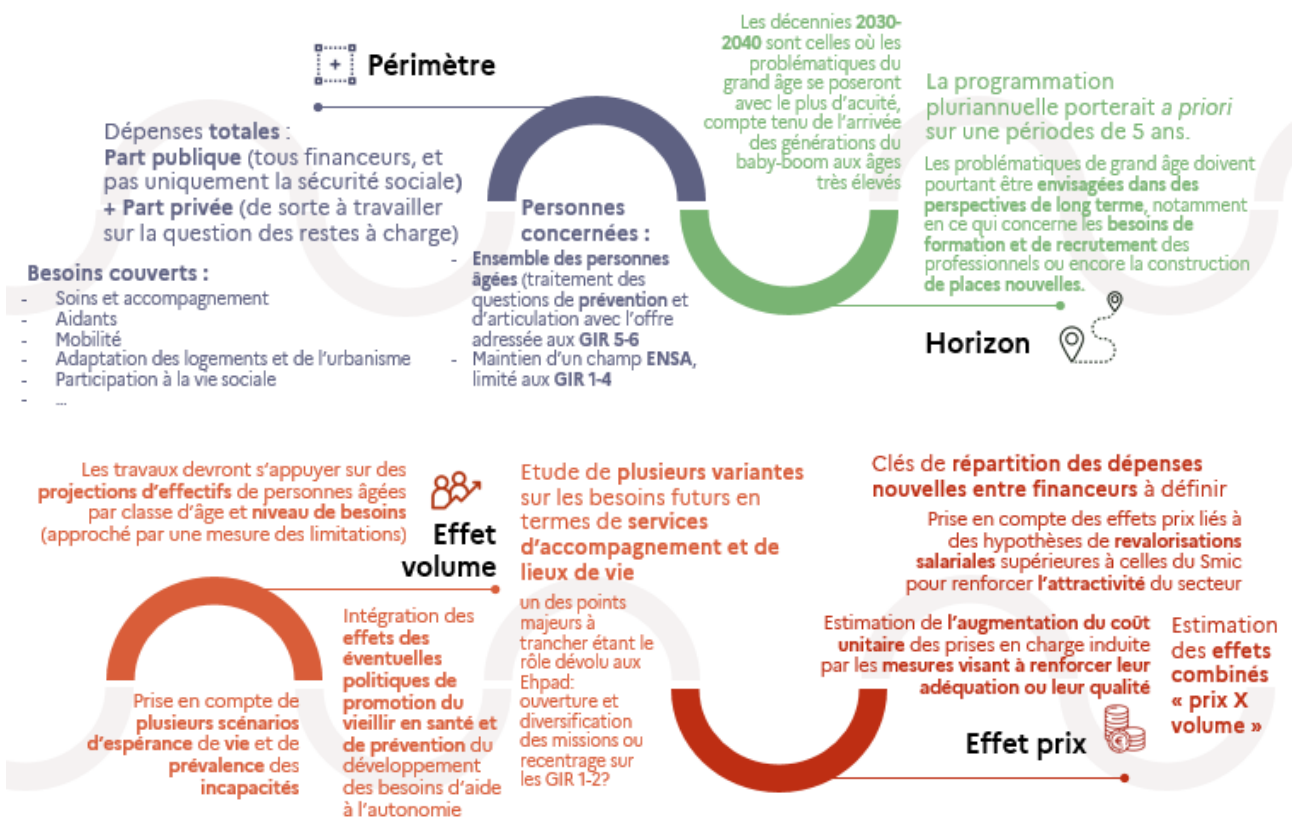 Périmètre
Dépenses totales :
Part publique (tous financeurs, et
pas uniquement la sécurité sociale)
+ Part privée (de sorte à travailler
sur la question des restes à charge)
Besoins couverts :
- Soins et accompagnement
- Aidants
- Mobilité
- Adaptation des logements et de l'urbanisme
- Participation à la vie sociale
- ...
Personnes
concernées :
- Ensemble des personnes
âgées (traitement des
questions de prévention et
d'articulation avec l'offre
adressée aux GIR 5-6
- Maintien d'un champ ENSA,
limité aux GIR 1-4
Les décennies 2030-
2040 sont celles où les
problématiques du
grand âge se poseront
avec le plus d'acuité,
compte tenu de l'arrivée
des générations du
baby-boom aux âges
très élevés
La programmation
pluriannuelle porterait a priori
sur une périodes de 5 ans.
Les problématiques de grand âge doivent
pourtant être envisagées dans des
perspectives de long terme, notamment
en ce qui concerne les besoins de
formation et de recrutement des
professionnels ou encore la construction
de places nouvelles.
Horizon
Les travaux devront s'appuyer sur des
projections d'effectifs de personnes âgées
par classe d'âge et niveau de besoins
(approché par une mesure des limitations)
Effet
volume
Prise en compte de
plusieurs scénarios
d'espérance de vie et de
prévalence des
incapacités
Intégration des
effets des
éventuelles
politiques de
promotion du
vieillir en santé et
de prévention du
développement
des besoins d'aide
à l'autonomie
Etude de plusieurs variantes
sur les besoins futurs en
termes de services
d'accompagnement et de
lieux de vie
un des points
majeurs à
trancher étant le
rôle dévolu aux
Ehpad:
ouverture et
diversification
des missions ou
recentrage sur
les GIR 1-2?
Clés de répartition des dépenses
nouvelles entre financeurs à définir
Prise en compte des effets prix liés à
des hypothèses de revalorisations
salariales supérieures à celles du Smic
pour renforcer l'attractivité du secteur
Estimation de l'augmentation du coût
unitaire des prises en charge induite
par les mesures visant à renforcer leur
adéquation ou leur qualité
Estimation
des effets
combinés
« prix X
volume »
Effet prix